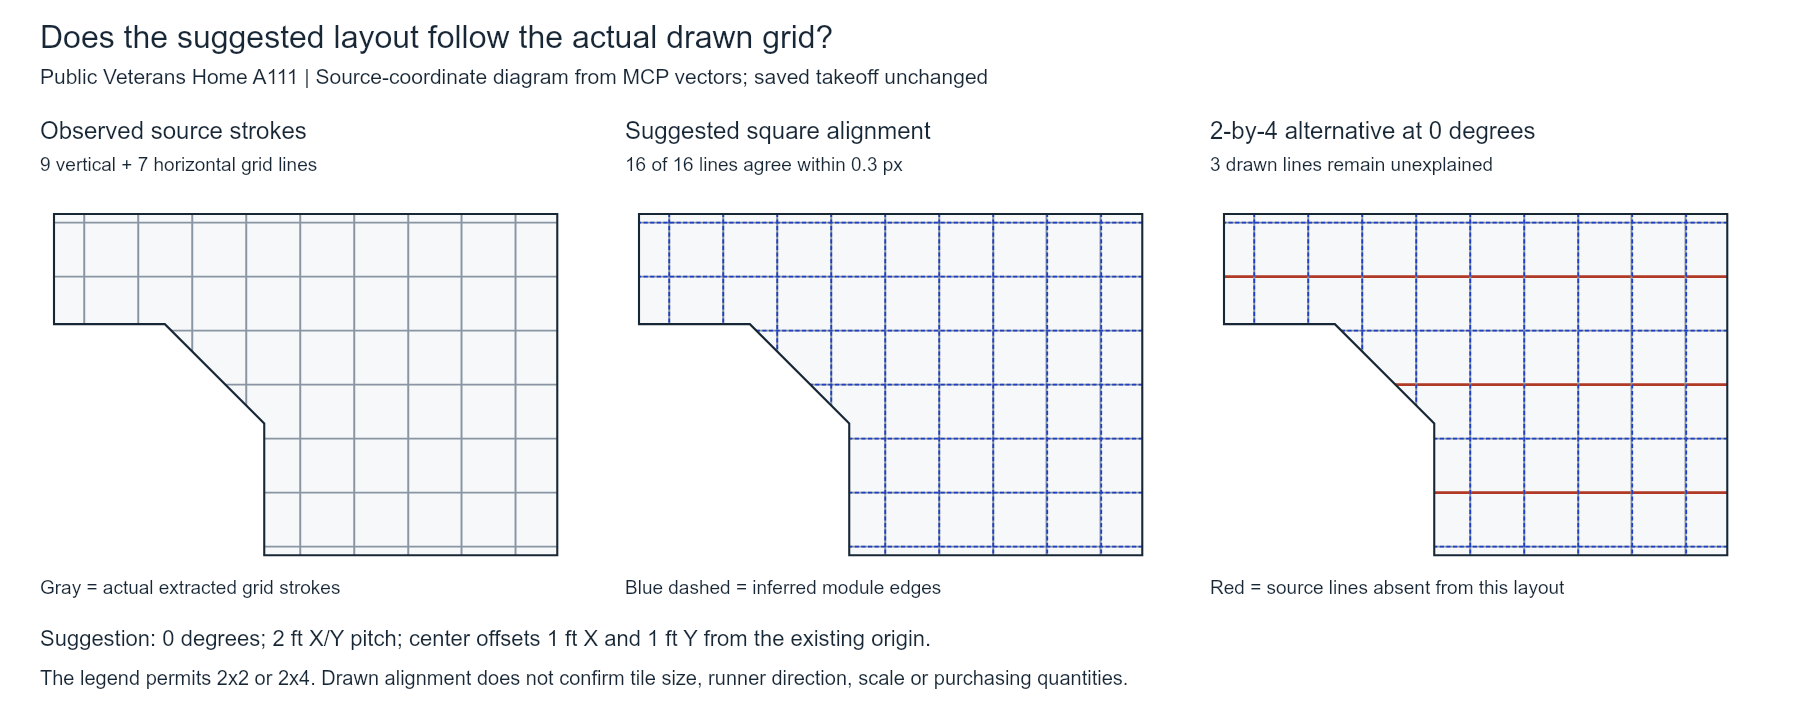 Does the suggested layout follow the actual drawn grid?
Public Veterans Home A111 | Source-coordinate diagram from MCP vectors; saved takeoff unchanged
Observed source strokes
9 vertical + 7 horizontal grid lines
Suggested square alignment
16 of 16 lines agree within 0.3 px
2-by-4 alternative at 0 degrees
3 drawn lines remain unexplained
Gray = actual extracted grid strokes
Blue dashed = inferred module edges
Red = source lines absent from this layout
Suggestion: 0 degrees; 2 ft X/Y pitch; center offsets 1 ft X and 1 ft Y from the existing origin.
The legend permits 2x2 or 2x4. Drawn alignment does not confirm tile size, runner direction, scale or purchasing quantities.